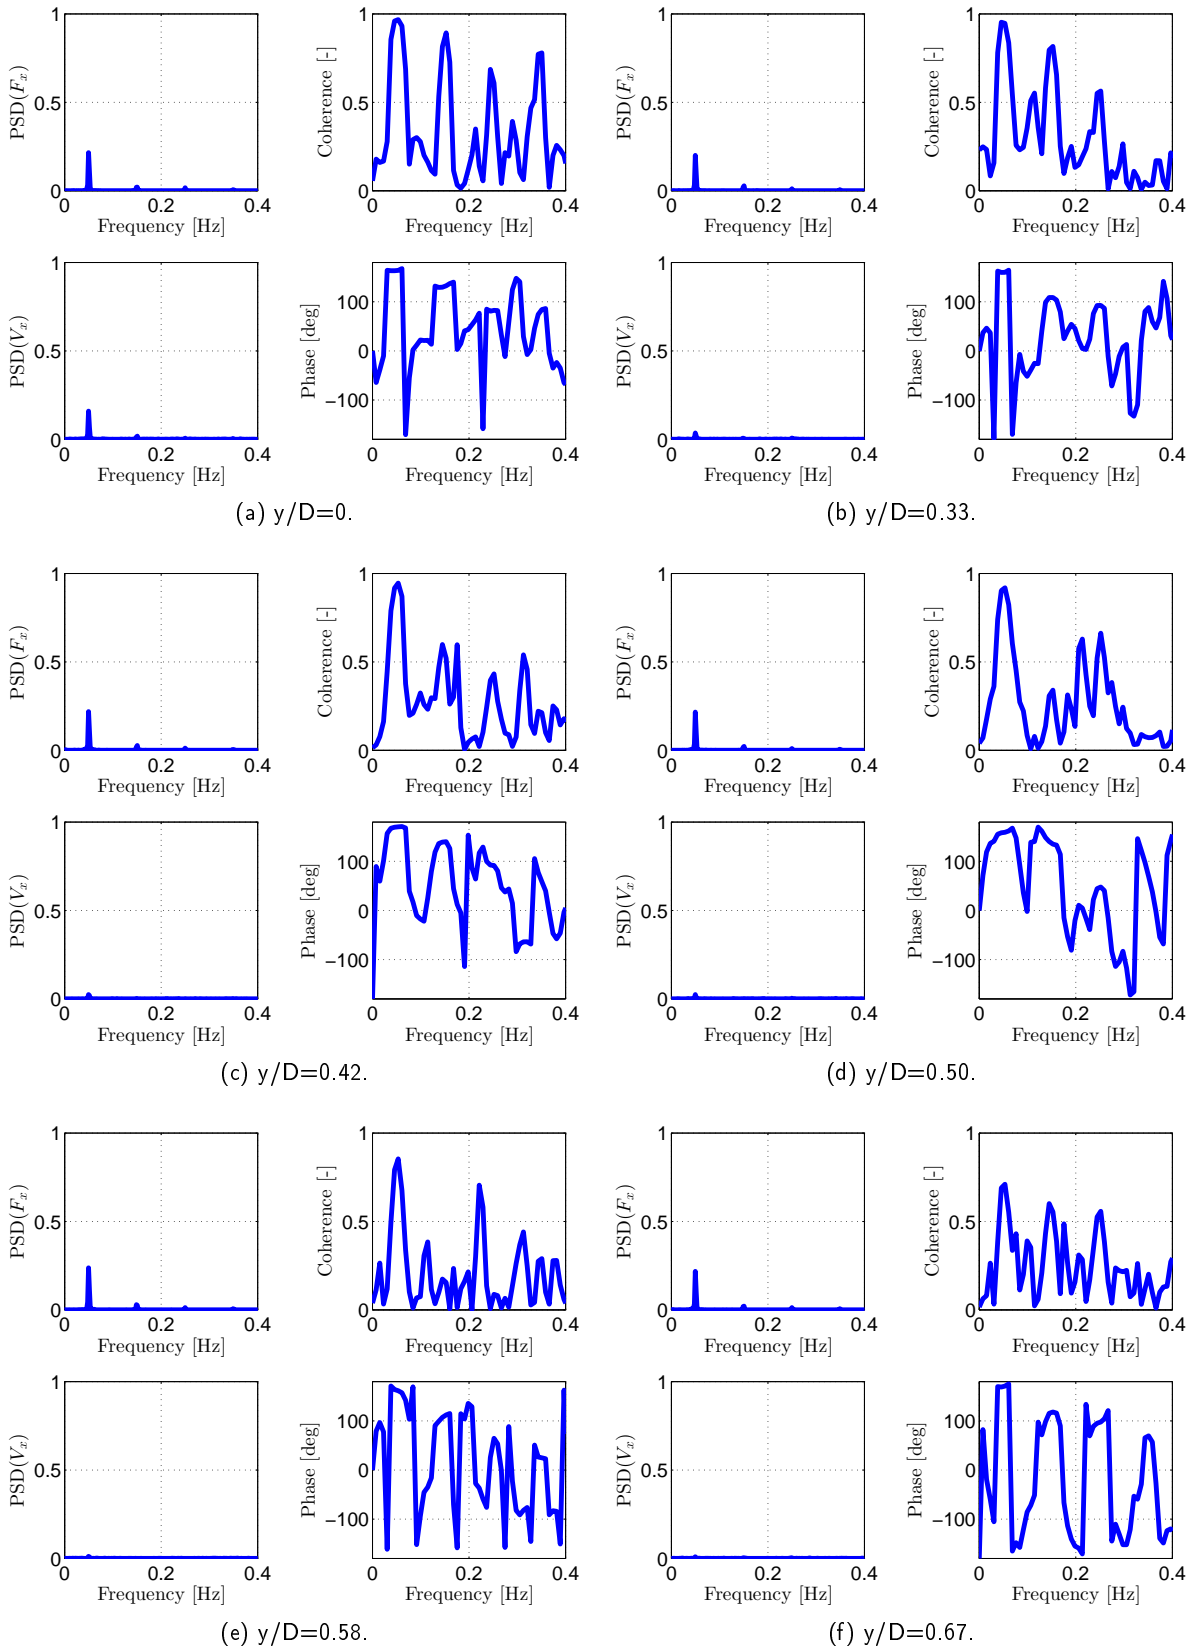 PSD(Fx)
1
0.5
0
0 0.2 0.4
Frequency [Hz]
Coherence [-]
1
0.5
0
0 0.2 0.4
Frequency [Hz]
PSD(Vx)
1
0.5
0
0 0.2 0.4
Frequency [Hz]
Phase [deg]
100
0
−100
0 0.2 0.4
Frequency [Hz]
(a) y/D=0.
PSD(Fx)
1
0.5
0
0 0.2 0.4
Frequency [Hz]
Coherence [-]
1
0.5
0
0 0.2 0.4
Frequency [Hz]
PSD(Vx)
1
0.5
0
0 0.2 0.4
Frequency [Hz]
Phase [deg]
100
0
−100
0 0.2 0.4
Frequency [Hz]
(b) y/D=0.33.
PSD(Fx)
1
0.5
0
0 0.2 0.4
Frequency [Hz]
Coherence [-]
1
0.5
0
0 0.2 0.4
Frequency [Hz]
PSD(Vx)
1
0.5
0
0 0.2 0.4
Frequency [Hz]
Phase [deg]
100
0
−100
0 0.2 0.4
Frequency [Hz]
(c) y/D=0.42.
PSD(Fx)
1
0.5
0
0 0.2 0.4
Frequency [Hz]
Coherence [-]
1
0.5
0
0 0.2 0.4
Frequency [Hz]
PSD(Vx)
1
0.5
0
0 0.2 0.4
Frequency [Hz]
Phase [deg]
100
0
−100
0 0.2 0.4
Frequency [Hz]
(d) y/D=0.50.
PSD(Fx)
1
0.5
0
0 0.2 0.4
Frequency [Hz]
Coherence [-]
1
0.5
0
0 0.2 0.4
Frequency [Hz]
PSD(Vx)
1
0.5
0
0 0.2 0.4
Frequency [Hz]
Phase [deg]
100
0
−100
0 0.2 0.4
Frequency [Hz]
(e) y/D=0.58.
PSD(Fx)
1
0.5
0
0 0.2 0.4
Frequency [Hz]
Coherence [-]
1
0.5
0
0 0.2 0.4
Frequency [Hz]
PSD(Vx)
1
0.5
0
0 0.2 0.4
Frequency [Hz]
Phase [deg]
100
0
−100
0 0.2 0.4
Frequency [Hz]
(f) y/D=0.67.